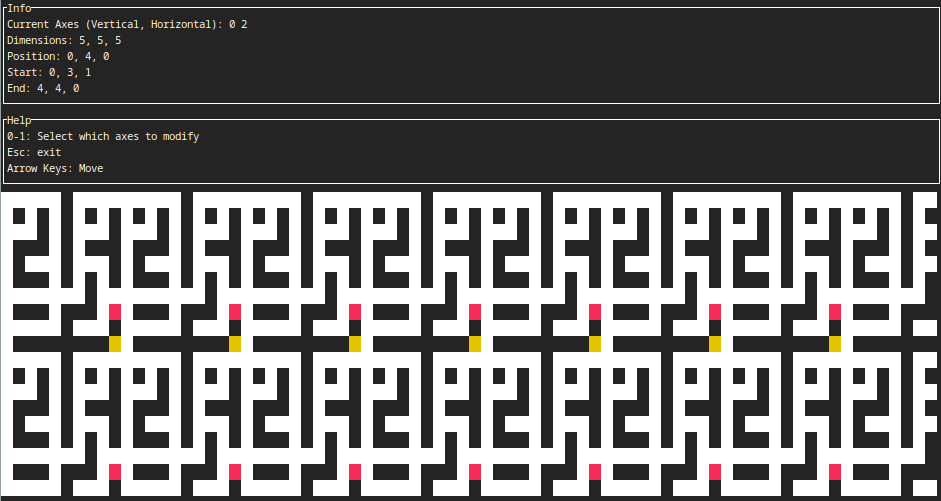 Info
Current Axes (Vertical, Horizontal): 0 2
Dimensions: 5, 5, 5
Position: 0, 4, 0
Start: 0, 3, 1
End: 4, 4, 0
Help
0-1: Select which axes to modify
Esc: exit
Arrow Keys: Move